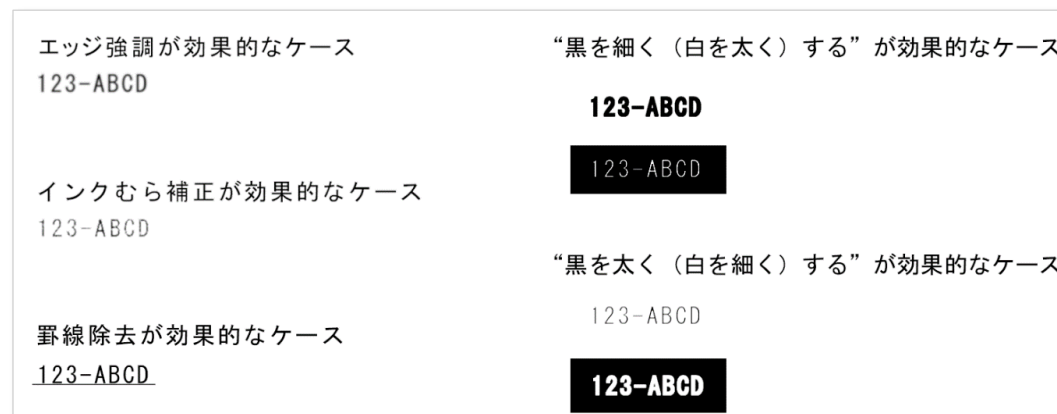 エッジ強調が効果的なケース
123-ABCD
インクむら補正が効果的なケース
123-ABCD
罫線除去が効果的なケース
123-ABCD
“黒を細く（白を太く）する”が効果的なケース
123-ABCD
123-ABCD
“黒を太く（白を細く）する”が効果的なケース
123-ABCD
123-ABCD